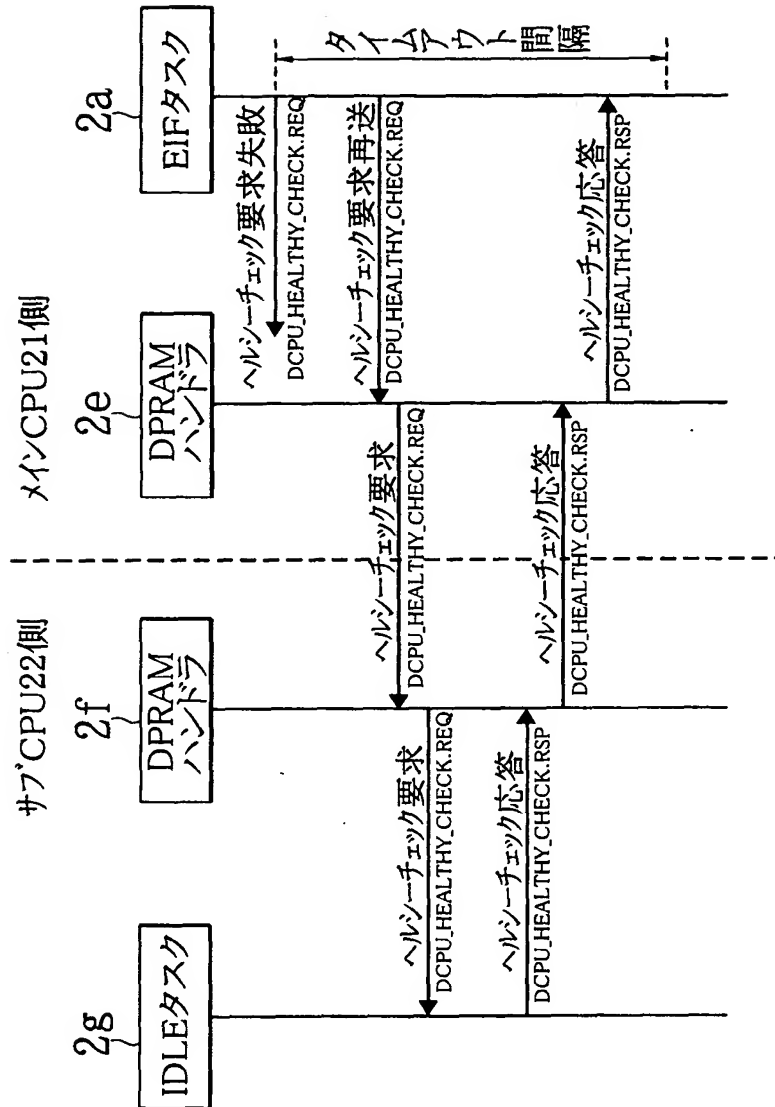 サブCPU22側
メインCPU21側
2g
2f
2e
2a
IDLEタスク
DPRAM
ハンドラ
DPRAM
ハンドラ
EIFタスク
ヘルシーチェック要求失敗
DCPU_HEALTHY_CHECK.REQ
ヘルシーチェック要求再送
DCPU_HEALTHY_CHECK.REQ
ヘルシーチェック要求
DCPU_HEALTHY_CHECK.REQ
ヘルシーチェック要求
DCPU_HEALTHY_CHECK.REQ
ヘルシーチェック応答
DCPU_HEALTHY_CHECK.RSP
ヘルシーチェック応答
DCPU_HEALTHY_CHECK.RSP
ヘルシーチェック応答
DCPU_HEALTHY_CHECK.RSP
タイムアウト間隔